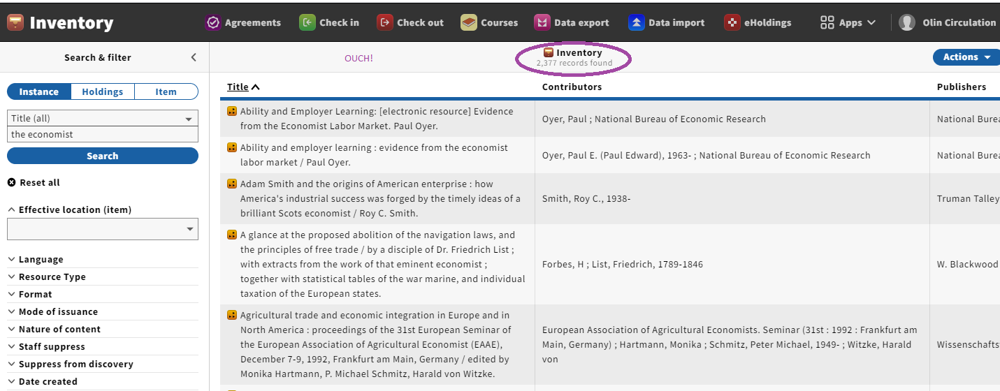 Inventory
Agreements
Check in
Check out
Courses
Data export
Data import
eHoldings
Apps
Olin Circulation
Search & filter
OUCH!
Inventory
2,377 records found
Actions
Instance
Holdings
Item
Title (all)
the economist
Search
Reset all
Effective location (item)
Language
Resource Type
Format
Mode of issuance
Nature of content
Staff suppress
Suppress from discovery
Date created
Title
Contributors
Publishers
Ability and Employer Learning: [electronic resource] Evidence
from the Economist Labor Market. Paul Oyer.
Oyer, Paul ; National Bureau of Economic Research
National Burea
Ability and employer learning : evidence from the economist
labor market / Paul Oyer.
Oyer, Paul E. (Paul Edward), 1963- ; National Bureau of Economic Research
National Burea
Adam Smith and the origins of American enterprise : how
America's industrial success was forged by the timely ideas of a
brilliant Scots economist / Roy C. Smith.
Smith, Roy C., 1938-
Truman Talley
A glance at the proposed abolition of the navigation laws, and
the principles of free trade / by a disciple of Dr. Friedrich List ;
with extracts from the work of that eminent economist ;
together with statistical tables of the war marine, and individual
taxation of the European states.
Forbes, H ; List, Friedrich, 1789-1846
W. Blackwood
Agricultural trade and economic integration in Europe and in
North America : proceedings of the 31st European Seminar of
the European Association of Agricultural Economist (EAAE),
December 7-9, 1992, Frankfurt am Main, Germany / edited by
Monika Hartmann, P. Michael Schmitz, Harald von Witzke.
European Association of Agricultural Economists. Seminar (31st : 1992 : Frankfurt am
Main, Germany) ; Hartmann, Monika ; Schmitz, Peter Michael, 1949- ; Witzke, Harald
von
Wissenschafts